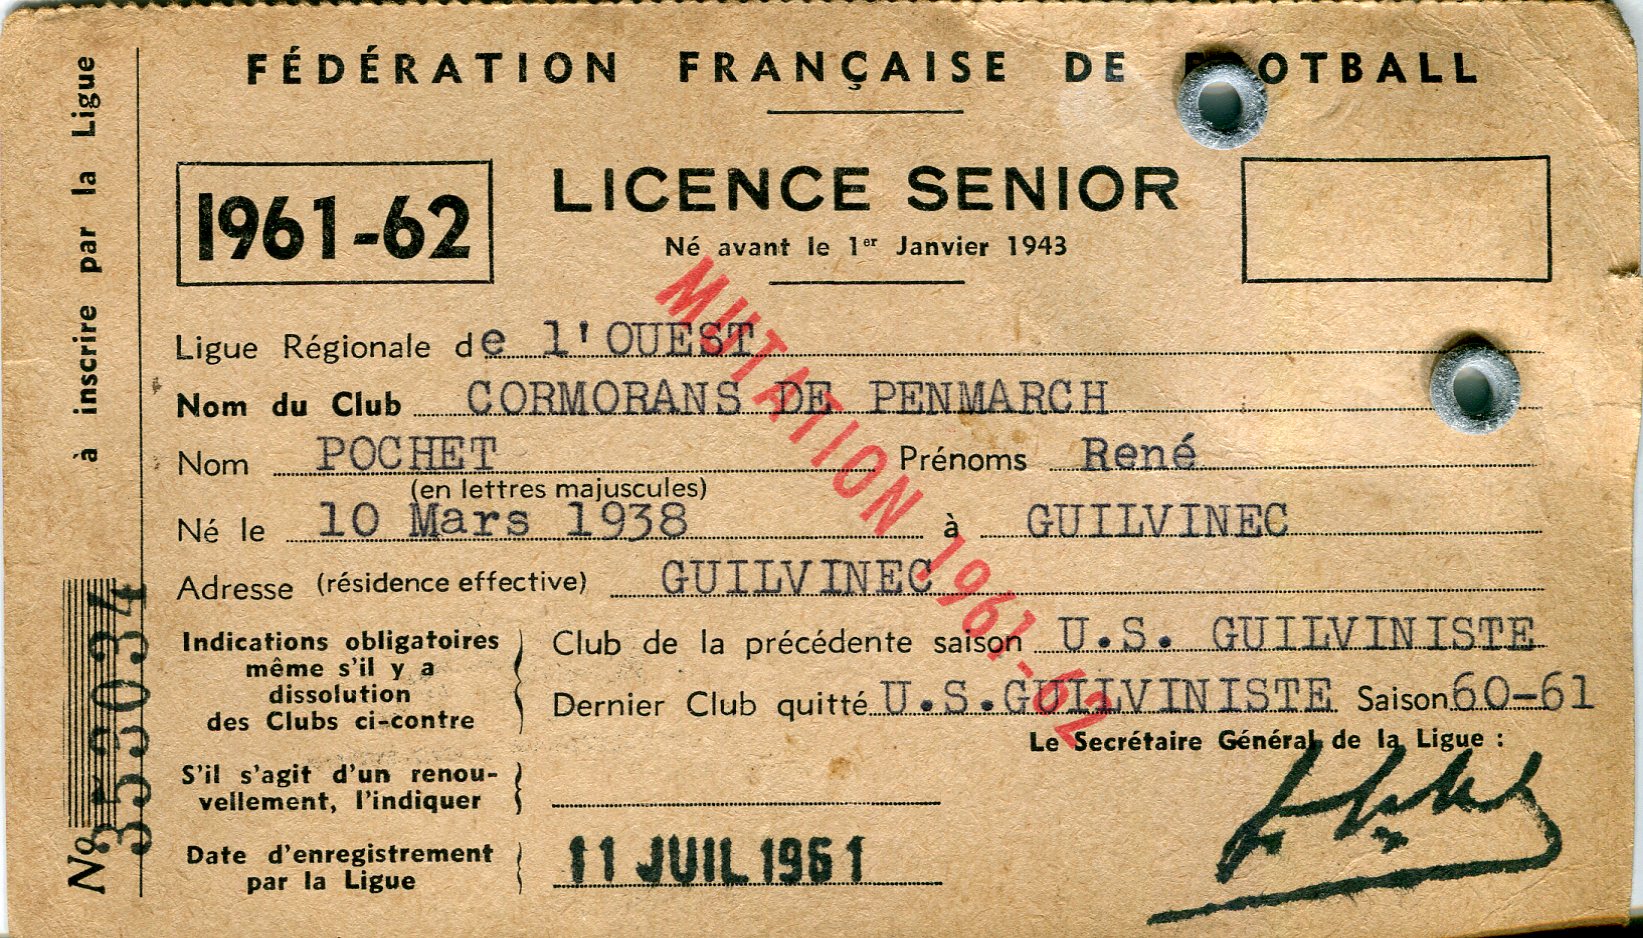 FÉDÉRATION FRANÇAISE DE FOOTBALL
1961-62
LICENCE SENIOR
Né avant le 1er Janvier 1943
MUTATION 1961-62
Ligue Régionale de l'OUEST
Nom du Club CORMORANS DE PENMARCH
Nom POCHET Prénoms René
(en lettres majuscules)
Né le 10 Mars 1938 à GUILVINEC
Adresse (résidence effective) GUILVINEC
Indications obligatoires
même s'il y a
dissolution
des Clubs ci-contre
Club de la précédente saison U.S. GUILVINISTE
Dernier Club quitté U.S.GUILVINISTE Saison 60-61
Le Secrétaire Général de la Ligue :
S'il s'agit d'un renou-
vellement, l'indiquer
Date d'enregistrement
par la Ligue
11 JUIL 1961
No 353034
à inscrire par la Ligue